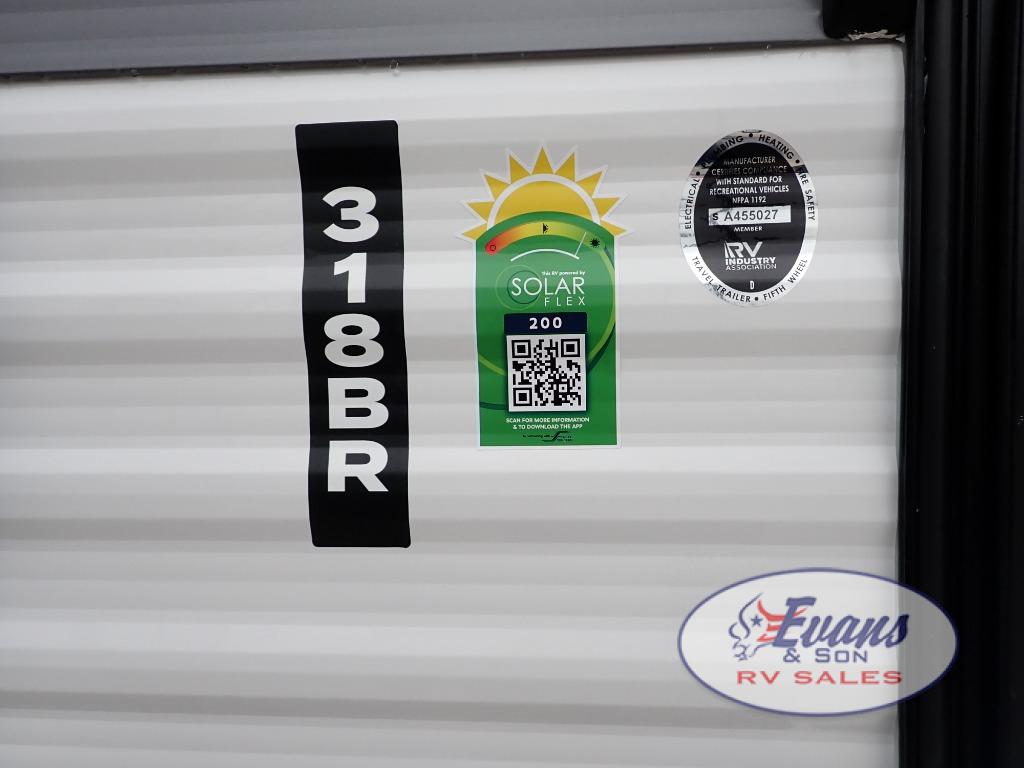 318BR
This RV powered by
SOLAR
FLEX
200
SCAN FOR MORE INFORMATION
& TO DOWNLOAD THE APP
ELECTRICAL • PLUMBING • HEATING • FIRE SAFETY
MANUFACTURER
CERTIFIES COMPLIANCE
WITH STANDARD FOR
RECREATIONAL VEHICLES
NFPA 1192
S A455027
MEMBER
RV
INDUSTRY
ASSOCIATION
D
TRAVEL TRAILER • FIFTH WHEEL
Evans
& SON
RV SALES